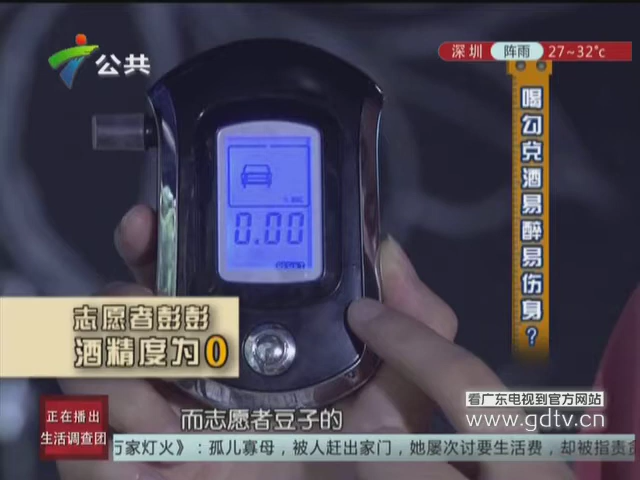 公共
深圳 阵雨 27~32℃
喝勾兑酒易醉易伤身?
0.00
志愿者彭彭
酒精度为0
看广东电视到官方网站
www.gdtv.cn
而志愿者豆子的
正在播出
生活调查团
万家灯火》:孤儿寡母,被人赶出家门,她屡次讨要生活费,却被指责贪